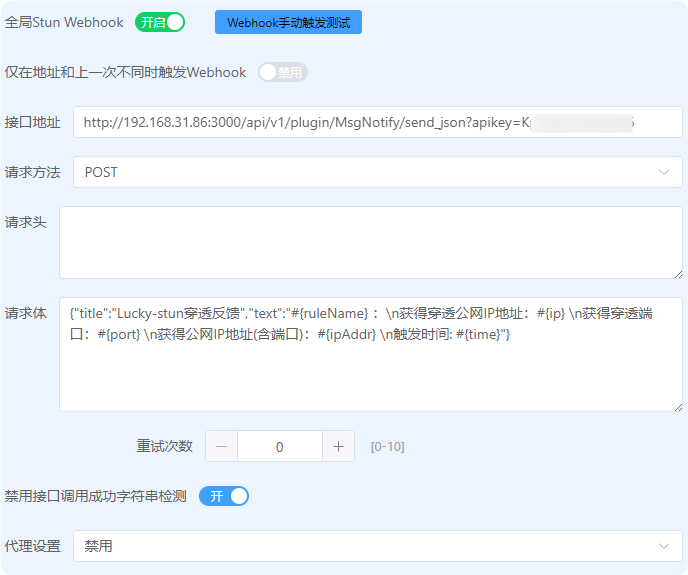 全局Stun Webhook 开启 Webhook手动触发测试
仅在地址和上一次不同时触发Webhook 禁用
接口地址 http://192.168.31.86:3000/api/v1/plugin/MsgNotify/send_json?apikey=K
请求方法 POST
请求头
请求体 {"title":"Lucky-stun穿透反馈","text":"#{ruleName} ：\n获得穿透公网IP地址：#{ip} \n获得穿透端
口：#{port} \n获得公网IP地址(含端口)：#{ipAddr} \n触发时间: #{time}"}
重试次数 0 [0-10]
禁用接口调用成功字符串检测 开
代理设置 禁用